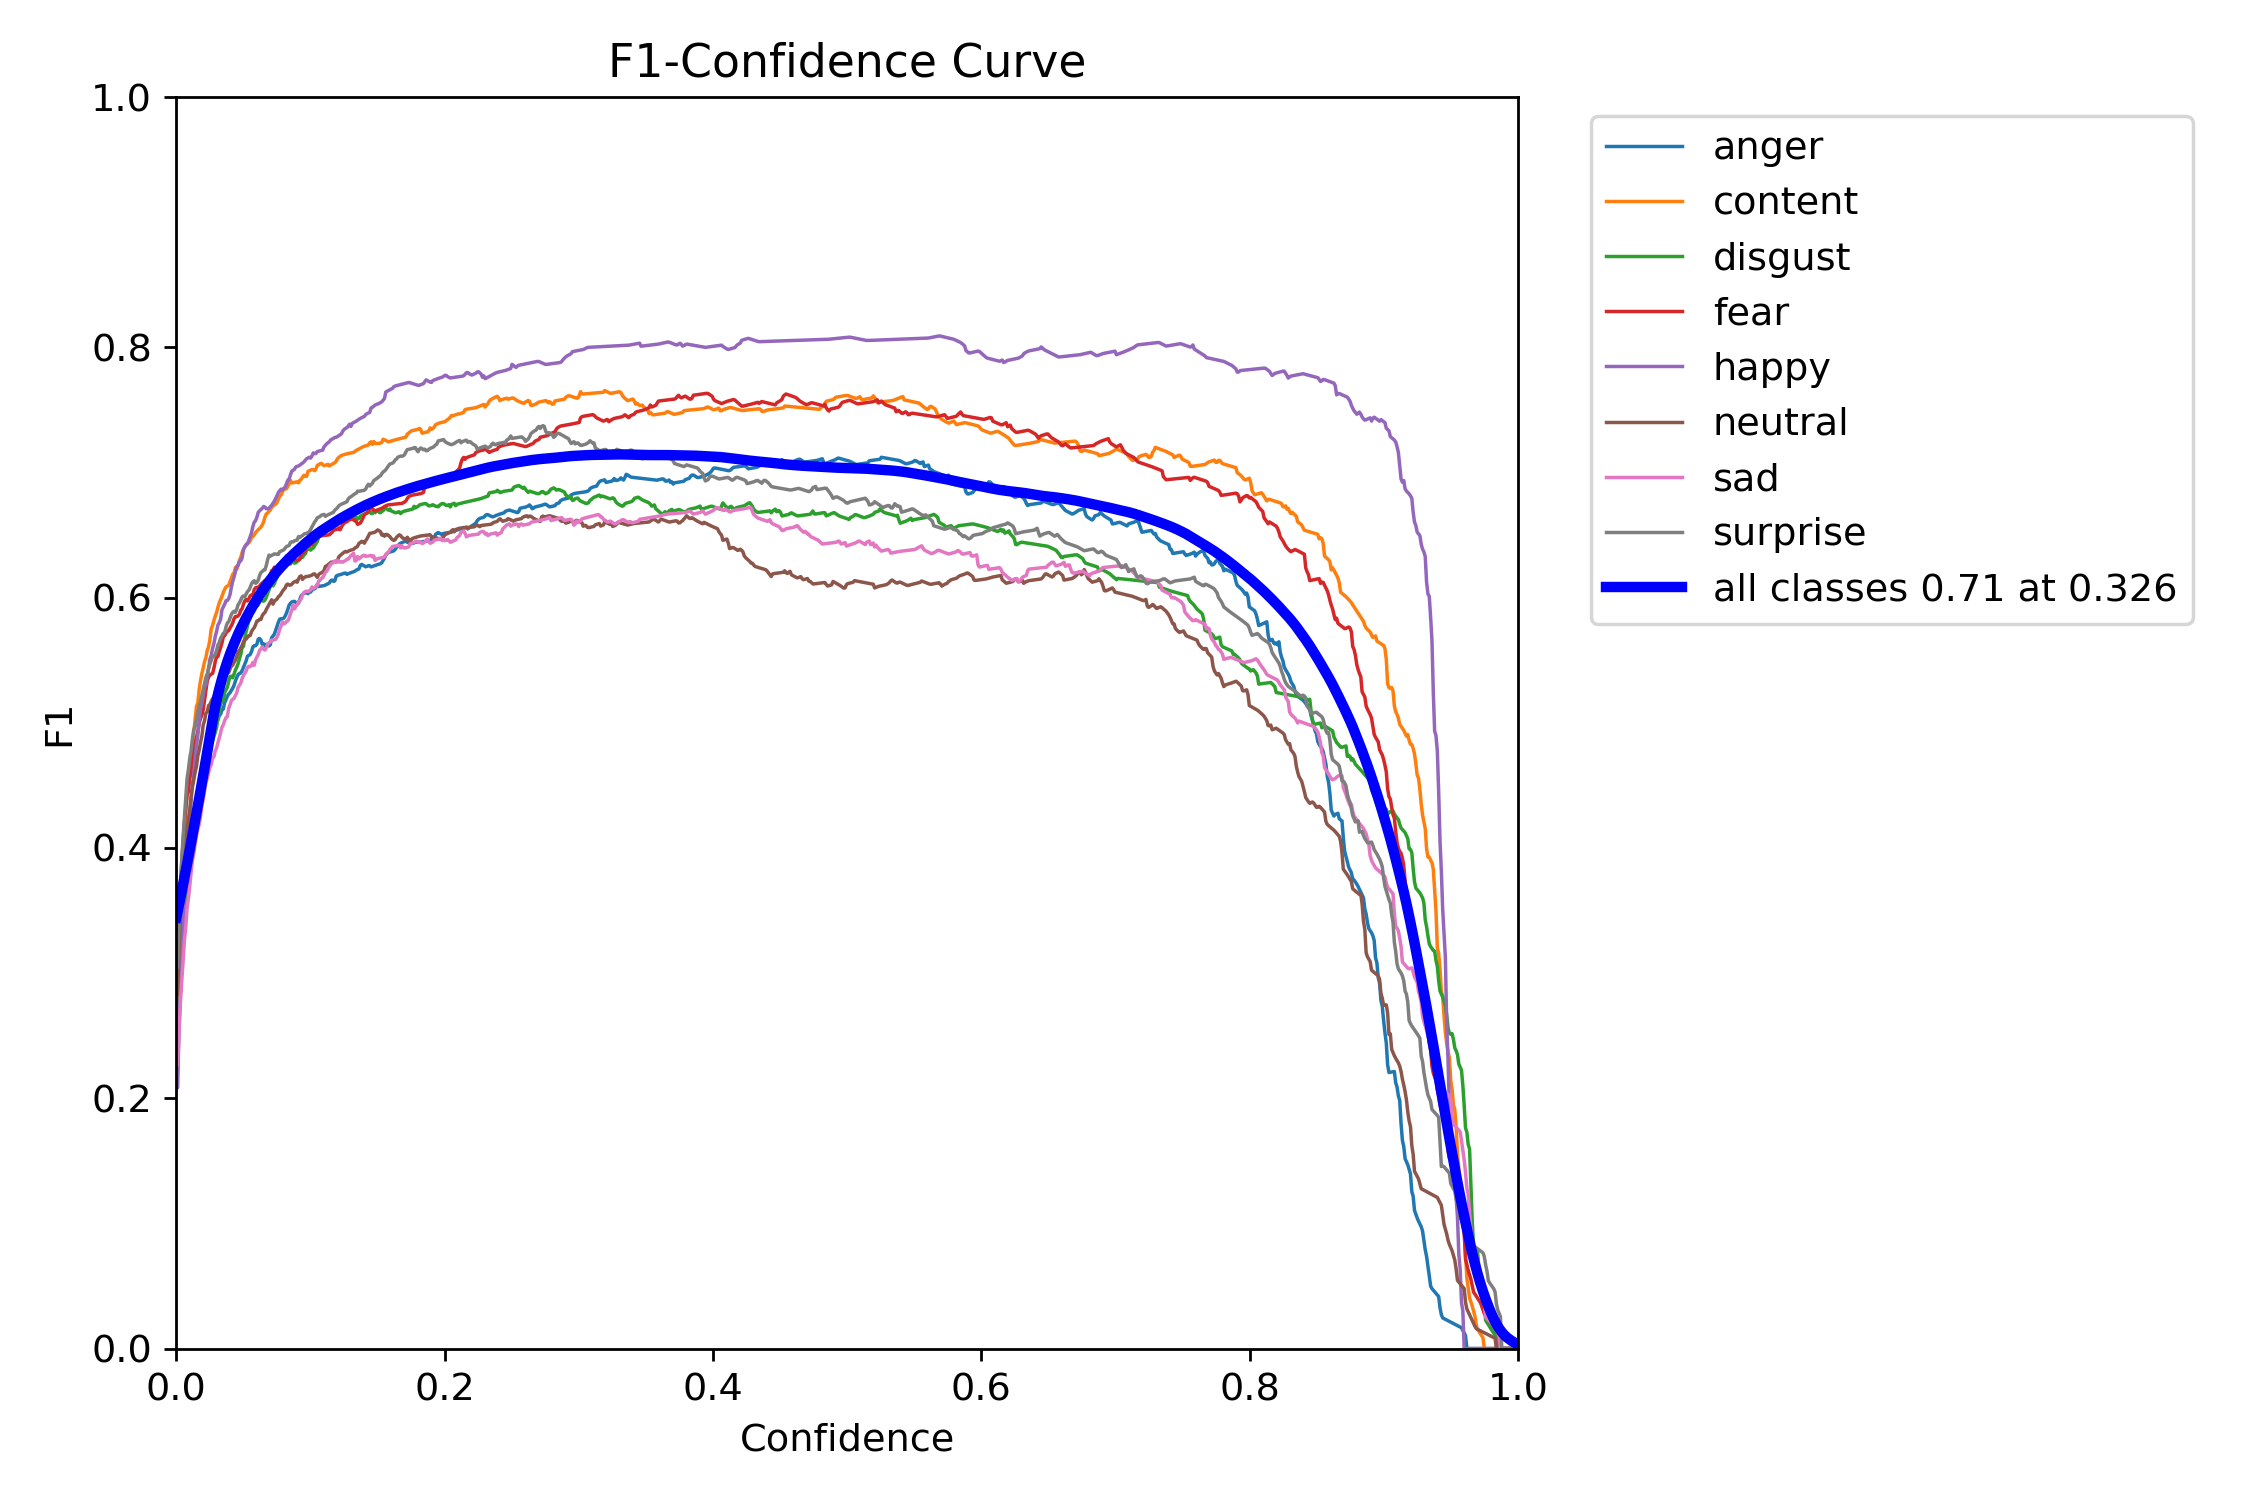 F1-Confidence Curve
1.0
0.8
0.6
0.4
0.2
0.0
F1
0.0 0.2 0.4 0.6 0.8 1.0
Confidence
anger
content
disgust
fear
happy
neutral
sad
surprise
all classes 0.71 at 0.326